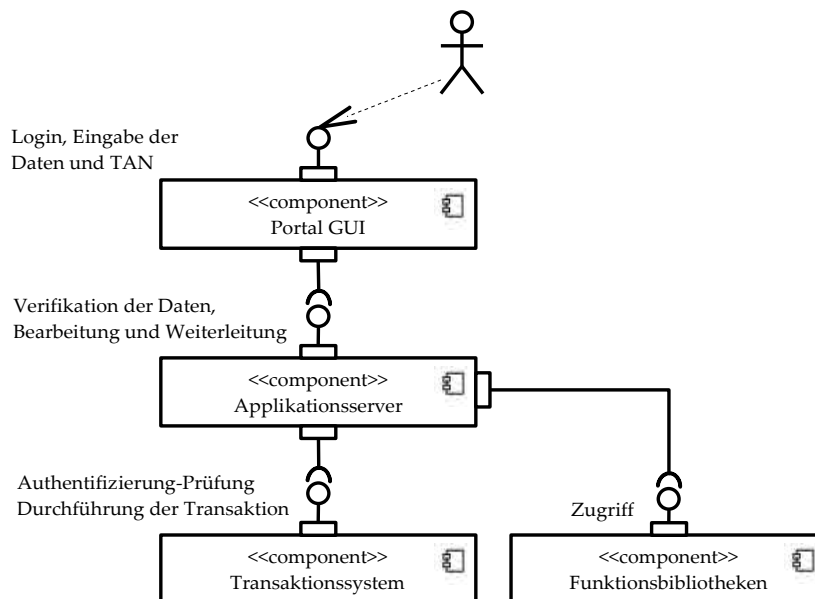 Login, Eingabe der
Daten und TAN
<<component>>
Portal GUI
Verifikation der Daten,
Bearbeitung und Weiterleitung
<<component>>
Applikationsserver
Authentifizierung-Prüfung
Durchführung der Transaktion
Zugriff
<<component>>
Transaktionssystem
<<component>>
Funktionsbibliotheken